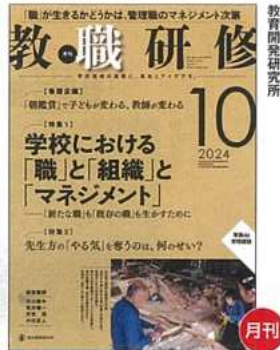 「職」が生きるかどうかは、管理職のマネジメント次第
教職研修
月刊
【巻頭企画】
「朝鑑賞」で子どもが変わる、教師が変わる
10
2024
【特集1】
学校における
「職」と「組織」と
「マネジメント」
──「新たな職」も「既存の職」も生かすために
【特集2】
先生方の「やる気」を奪うのは、何のせい?
教育開発研究所
月刊